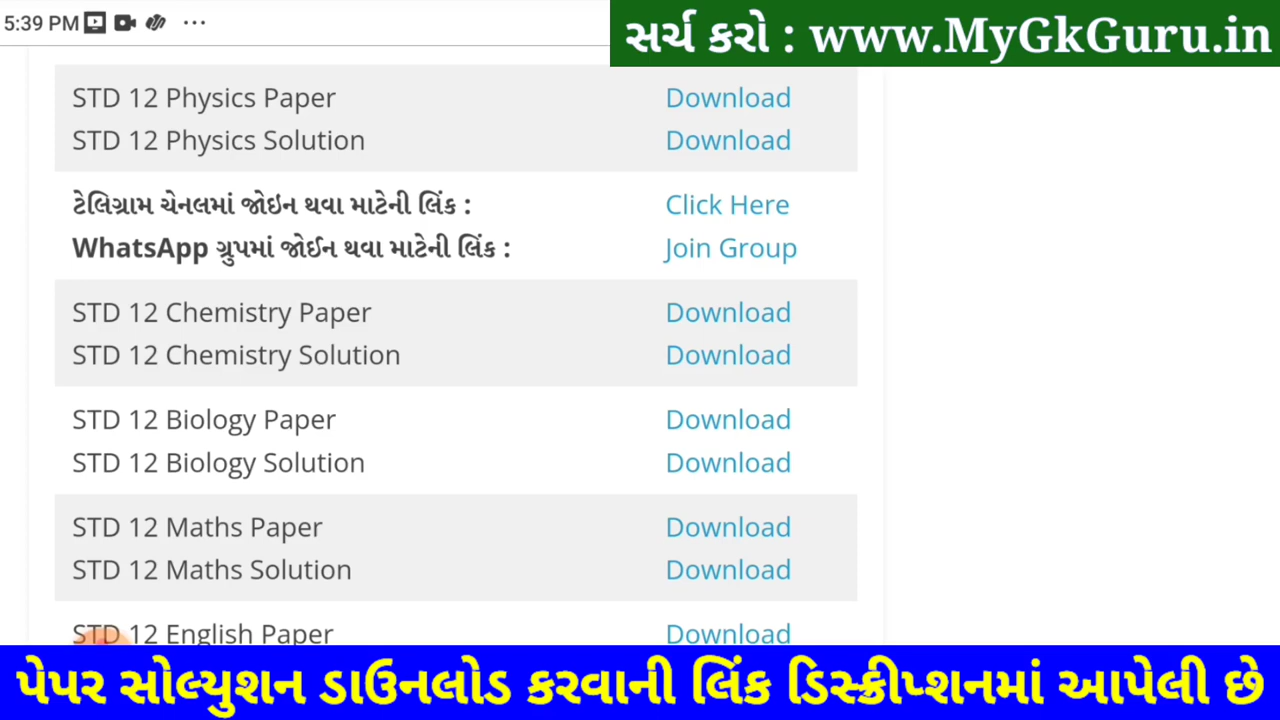 5:39 PM
સર્ચ કરો : www.MyGkGuru.in
STD 12 Physics Paper Download
STD 12 Physics Solution Download
ટેલિગ્રામ ચેનલમાં જોઇન થવા માટેની લિંક : Click Here
WhatsApp ગ્રુપમાં જોઈન થવા માટેની લિંક : Join Group
STD 12 Chemistry Paper Download
STD 12 Chemistry Solution Download
STD 12 Biology Paper Download
STD 12 Biology Solution Download
STD 12 Maths Paper Download
STD 12 Maths Solution Download
STD 12 English Paper Download
પેપર સોલ્યુશન ડાઉનલોડ કરવાની લિંક ડિસ્ક્રીપ્શનમાં આપેલી છે